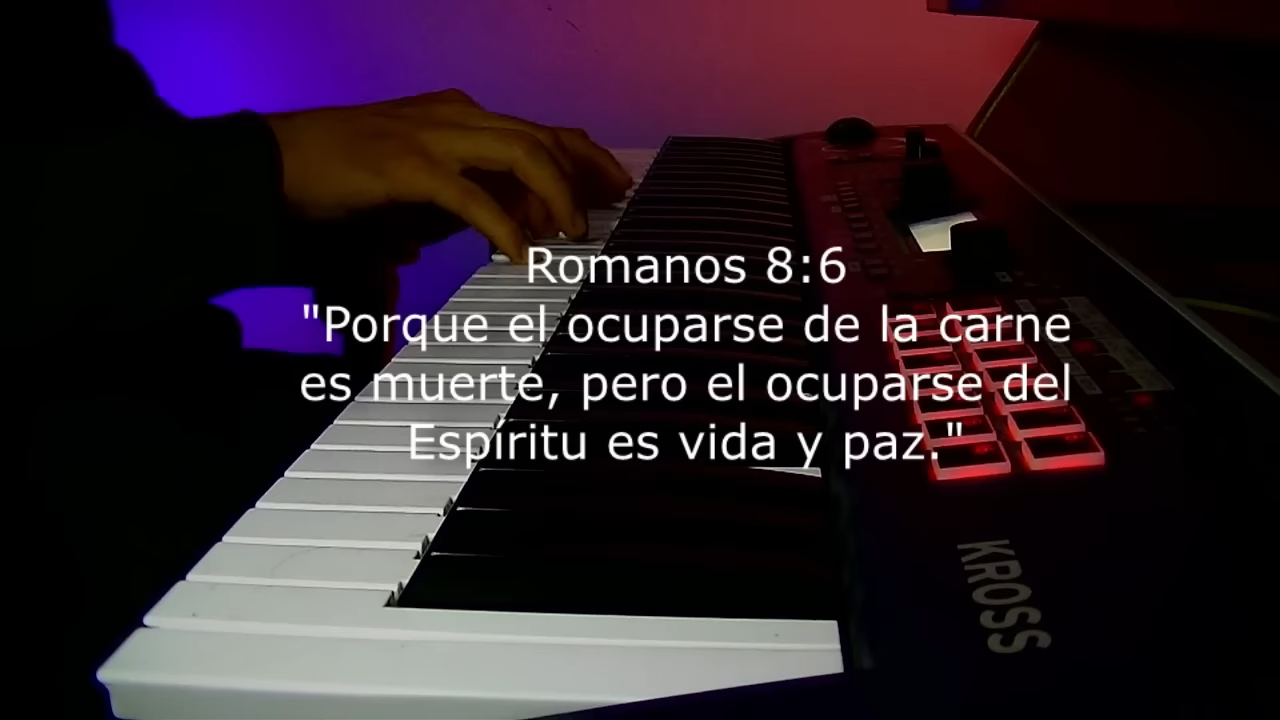 Romanos 8:6
"Porque el ocuparse de la carne
es muerte, pero el ocuparse del
Espiritu es vida y paz."
KROSS